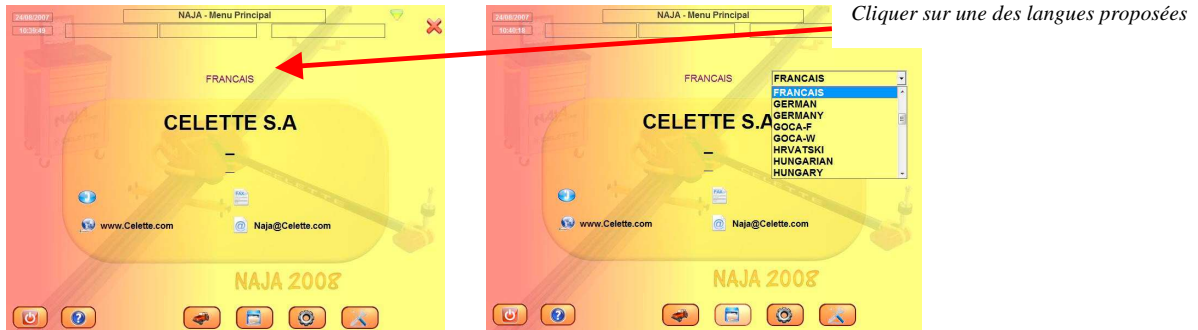 Cliquer sur une des langues proposées
24/08/2007
NAJA - Menu Principal
10:39:49
FRANCAIS
CELETTE S.A
www.Celette.com
Naja@Celette.com
NAJA 2008
24/08/2007
NAJA - Menu Principal
10:40:18
FRANCAIS
FRANCAIS
FRANCAIS
GERMAN
GERMANY
GOCA-F
GOCA-W
HRVATSKI
HUNGARIAN
HUNGARY
CELETTE S.A
www.Celette.com
Naja@Celette.com
NAJA 2008